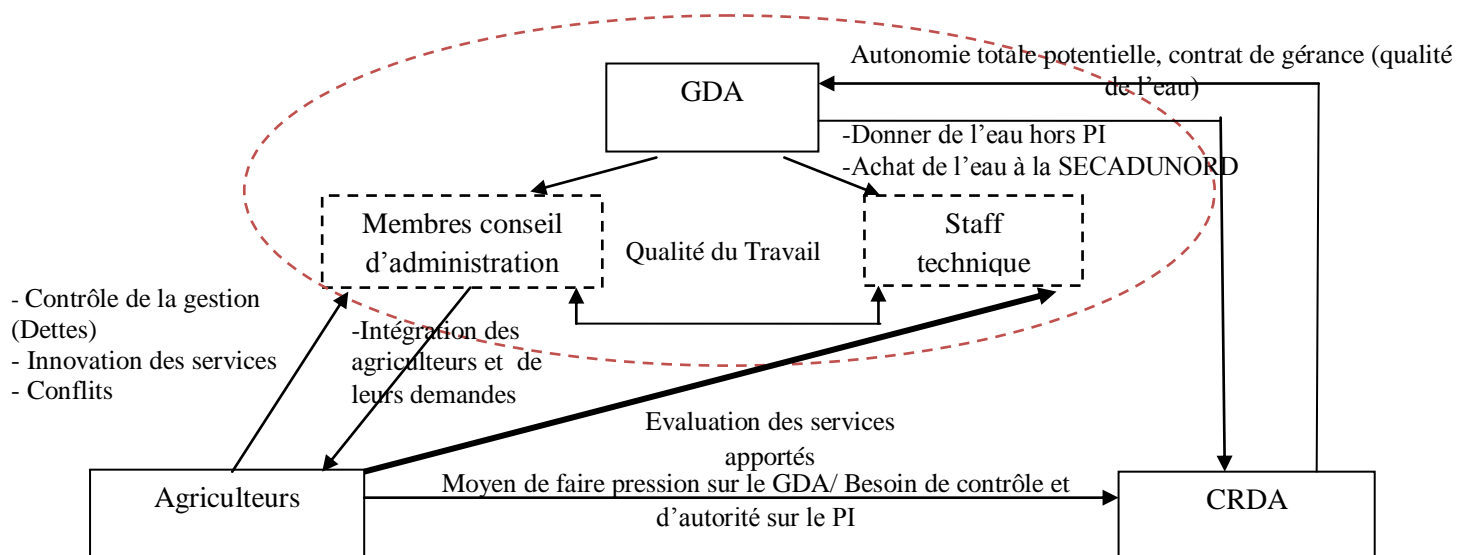 Autonomie totale potentielle, contrat de gérance (qualité
de l’eau)
GDA
-Donner de l’eau hors PI
-Achat de l’eau à la SECADUNORD
Membres conseil
d’administration
Qualité du Travail
Staff
technique
- Contrôle de la gestion
(Dettes)
- Innovation des services
- Conflits
-Intégration des
agriculteurs et de
leurs demandes
Evaluation des services
apportés
Agriculteurs
Moyen de faire pression sur le GDA/ Besoin de contrôle et
d’autorité sur le PI
CRDA